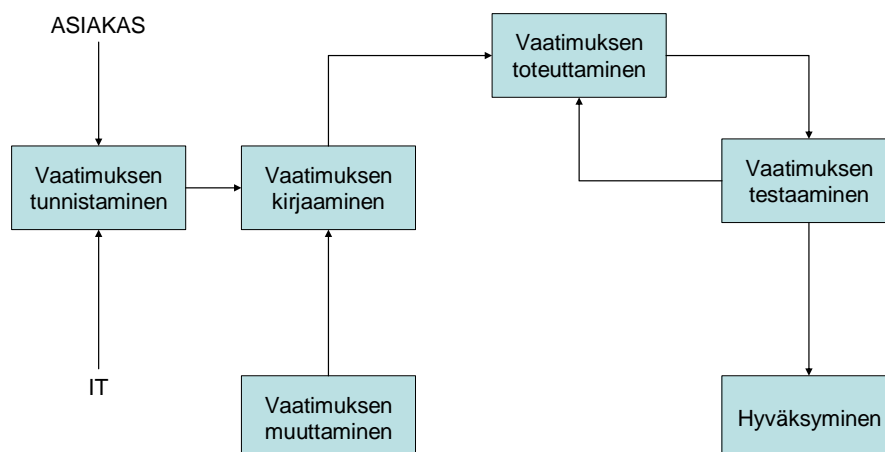 ASIAKAS
Vaatimuksen
toteuttaminen
Vaatimuksen
tunnistaminen
Vaatimuksen
kirjaaminen
Vaatimuksen
testaaminen
IT
Vaatimuksen
muuttaminen
Hyväksyminen